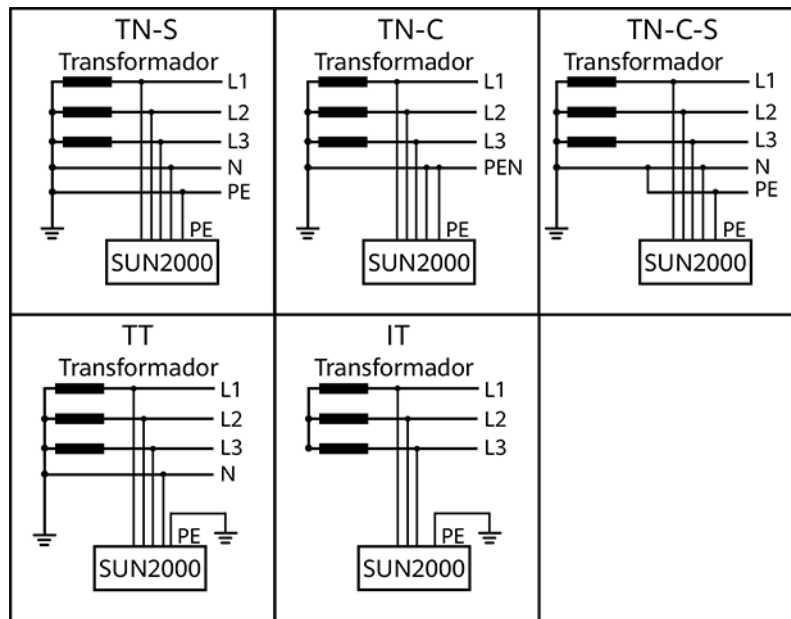 TN-S
Transformador
L1
L2
L3
N
PE
PE
SUN2000
TN-C
Transformador
L1
L2
L3
PEN
PE
SUN2000
TN-C-S
Transformador
L1
L2
L3
N
PE
PE
SUN2000
TT
Transformador
L1
L2
L3
N
PE
SUN2000
IT
Transformador
L1
L2
L3
PE
SUN2000